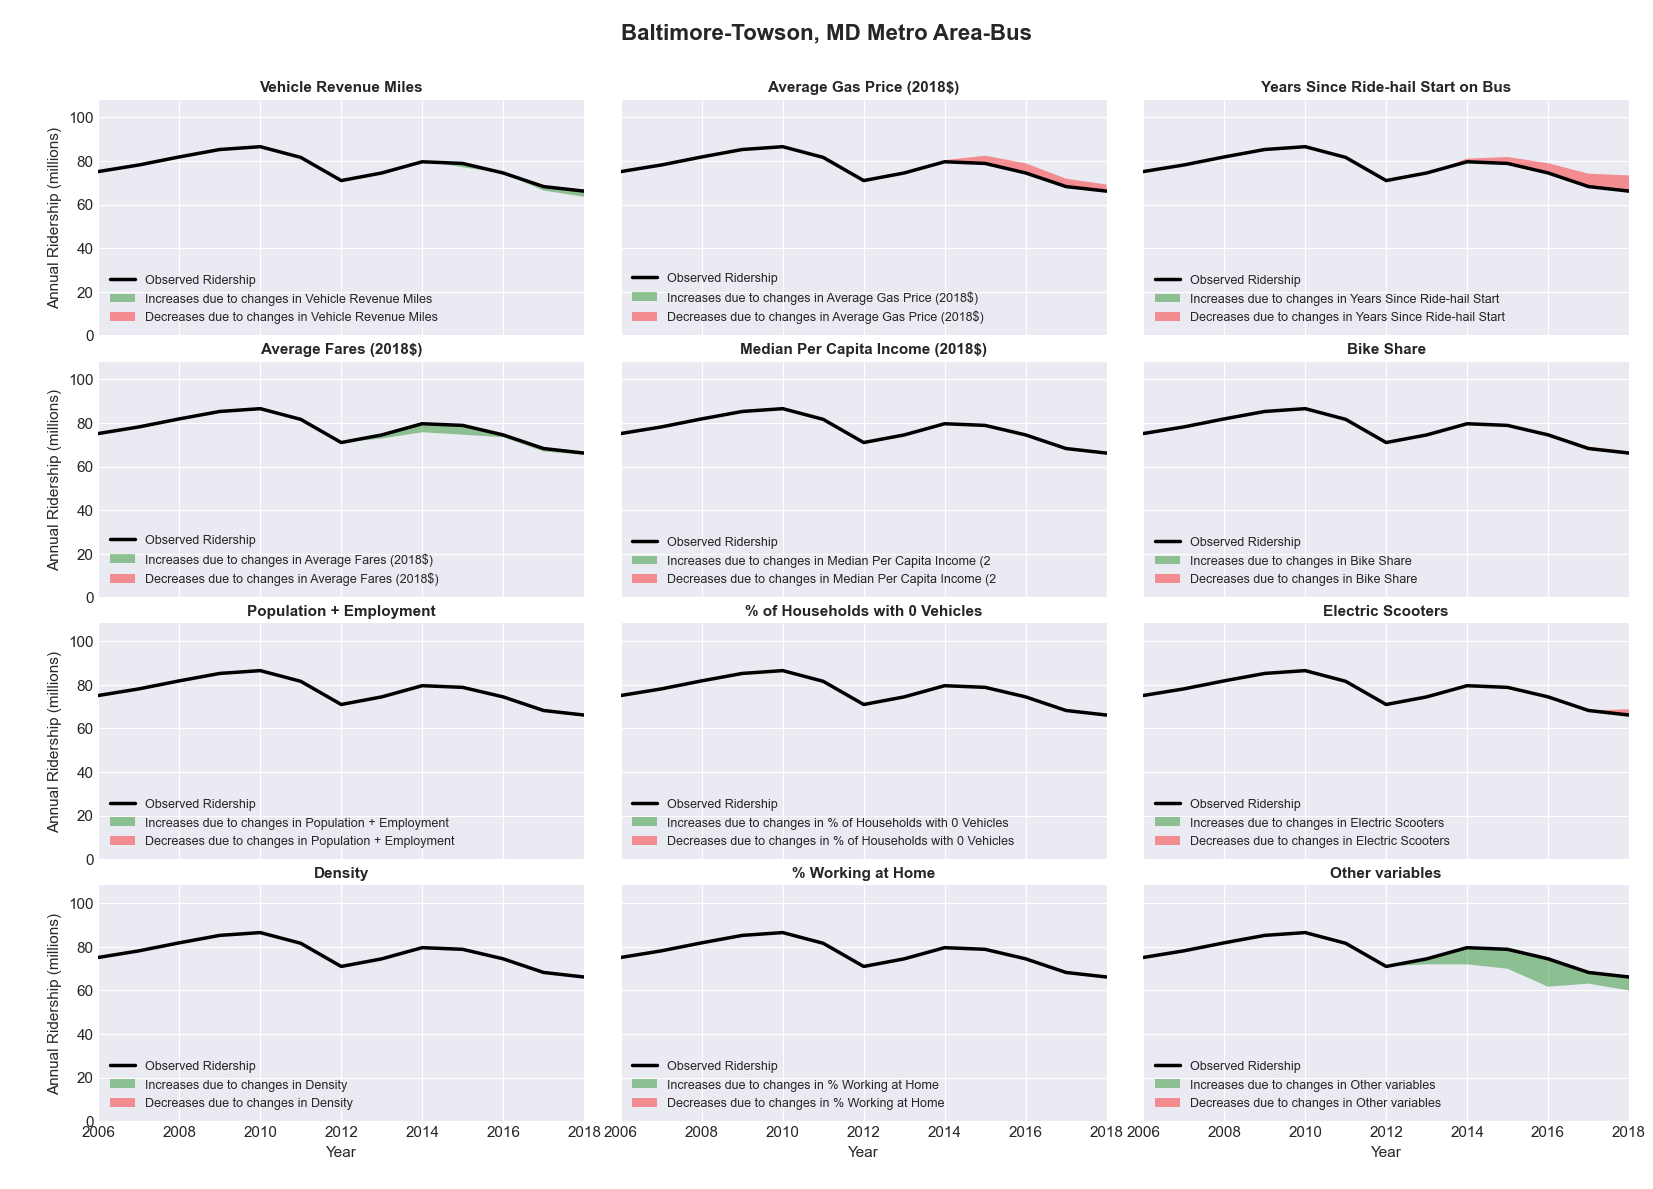 Baltimore-Towson, MD Metro Area-Bus
Vehicle Revenue Miles
Annual Ridership (millions)
100
80
60
40
20
0
Observed Ridership
Increases due to changes in Vehicle Revenue Miles
Decreases due to changes in Vehicle Revenue Miles
Average Gas Price (2018$)
Observed Ridership
Increases due to changes in Average Gas Price (2018$)
Decreases due to changes in Average Gas Price (2018$)
Years Since Ride-hail Start on Bus
Observed Ridership
Increases due to changes in Years Since Ride-hail Start
Decreases due to changes in Years Since Ride-hail Start
Average Fares (2018$)
Annual Ridership (millions)
100
80
60
40
20
0
Observed Ridership
Increases due to changes in Average Fares (2018$)
Decreases due to changes in Average Fares (2018$)
Median Per Capita Income (2018$)
Observed Ridership
Increases due to changes in Median Per Capita Income (2
Decreases due to changes in Median Per Capita Income (2
Bike Share
Observed Ridership
Increases due to changes in Bike Share
Decreases due to changes in Bike Share
Population + Employment
Annual Ridership (millions)
100
80
60
40
20
0
Observed Ridership
Increases due to changes in Population + Employment
Decreases due to changes in Population + Employment
% of Households with 0 Vehicles
Observed Ridership
Increases due to changes in % of Households with 0 Vehicles
Decreases due to changes in % of Households with 0 Vehicles
Electric Scooters
Observed Ridership
Increases due to changes in Electric Scooters
Decreases due to changes in Electric Scooters
Density
Annual Ridership (millions)
100
80
60
40
20
0
Observed Ridership
Increases due to changes in Density
Decreases due to changes in Density
2006 2008 2010 2012 2014 2016 2018
Year
% Working at Home
Observed Ridership
Increases due to changes in % Working at Home
Decreases due to changes in % Working at Home
2006 2008 2010 2012 2014 2016 2018
Year
Other variables
Observed Ridership
Increases due to changes in Other variables
Decreases due to changes in Other variables
2006 2008 2010 2012 2014 2016 2018
Year